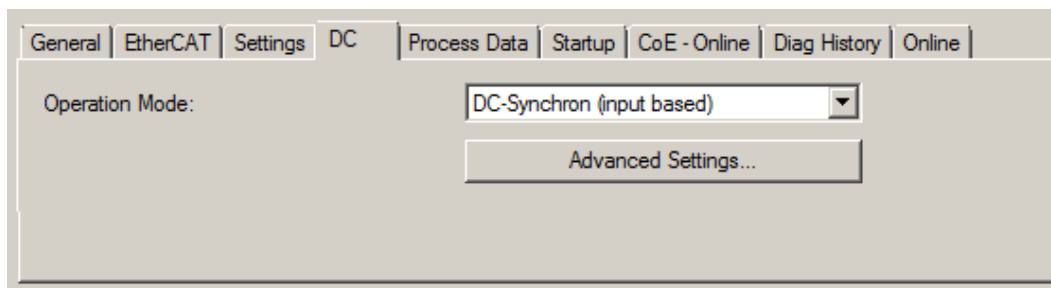 General EtherCAT Settings DC Process Data Startup CoE - Online Diag History Online
Operation Mode: DC-Synchron (input based)
Advanced Settings...